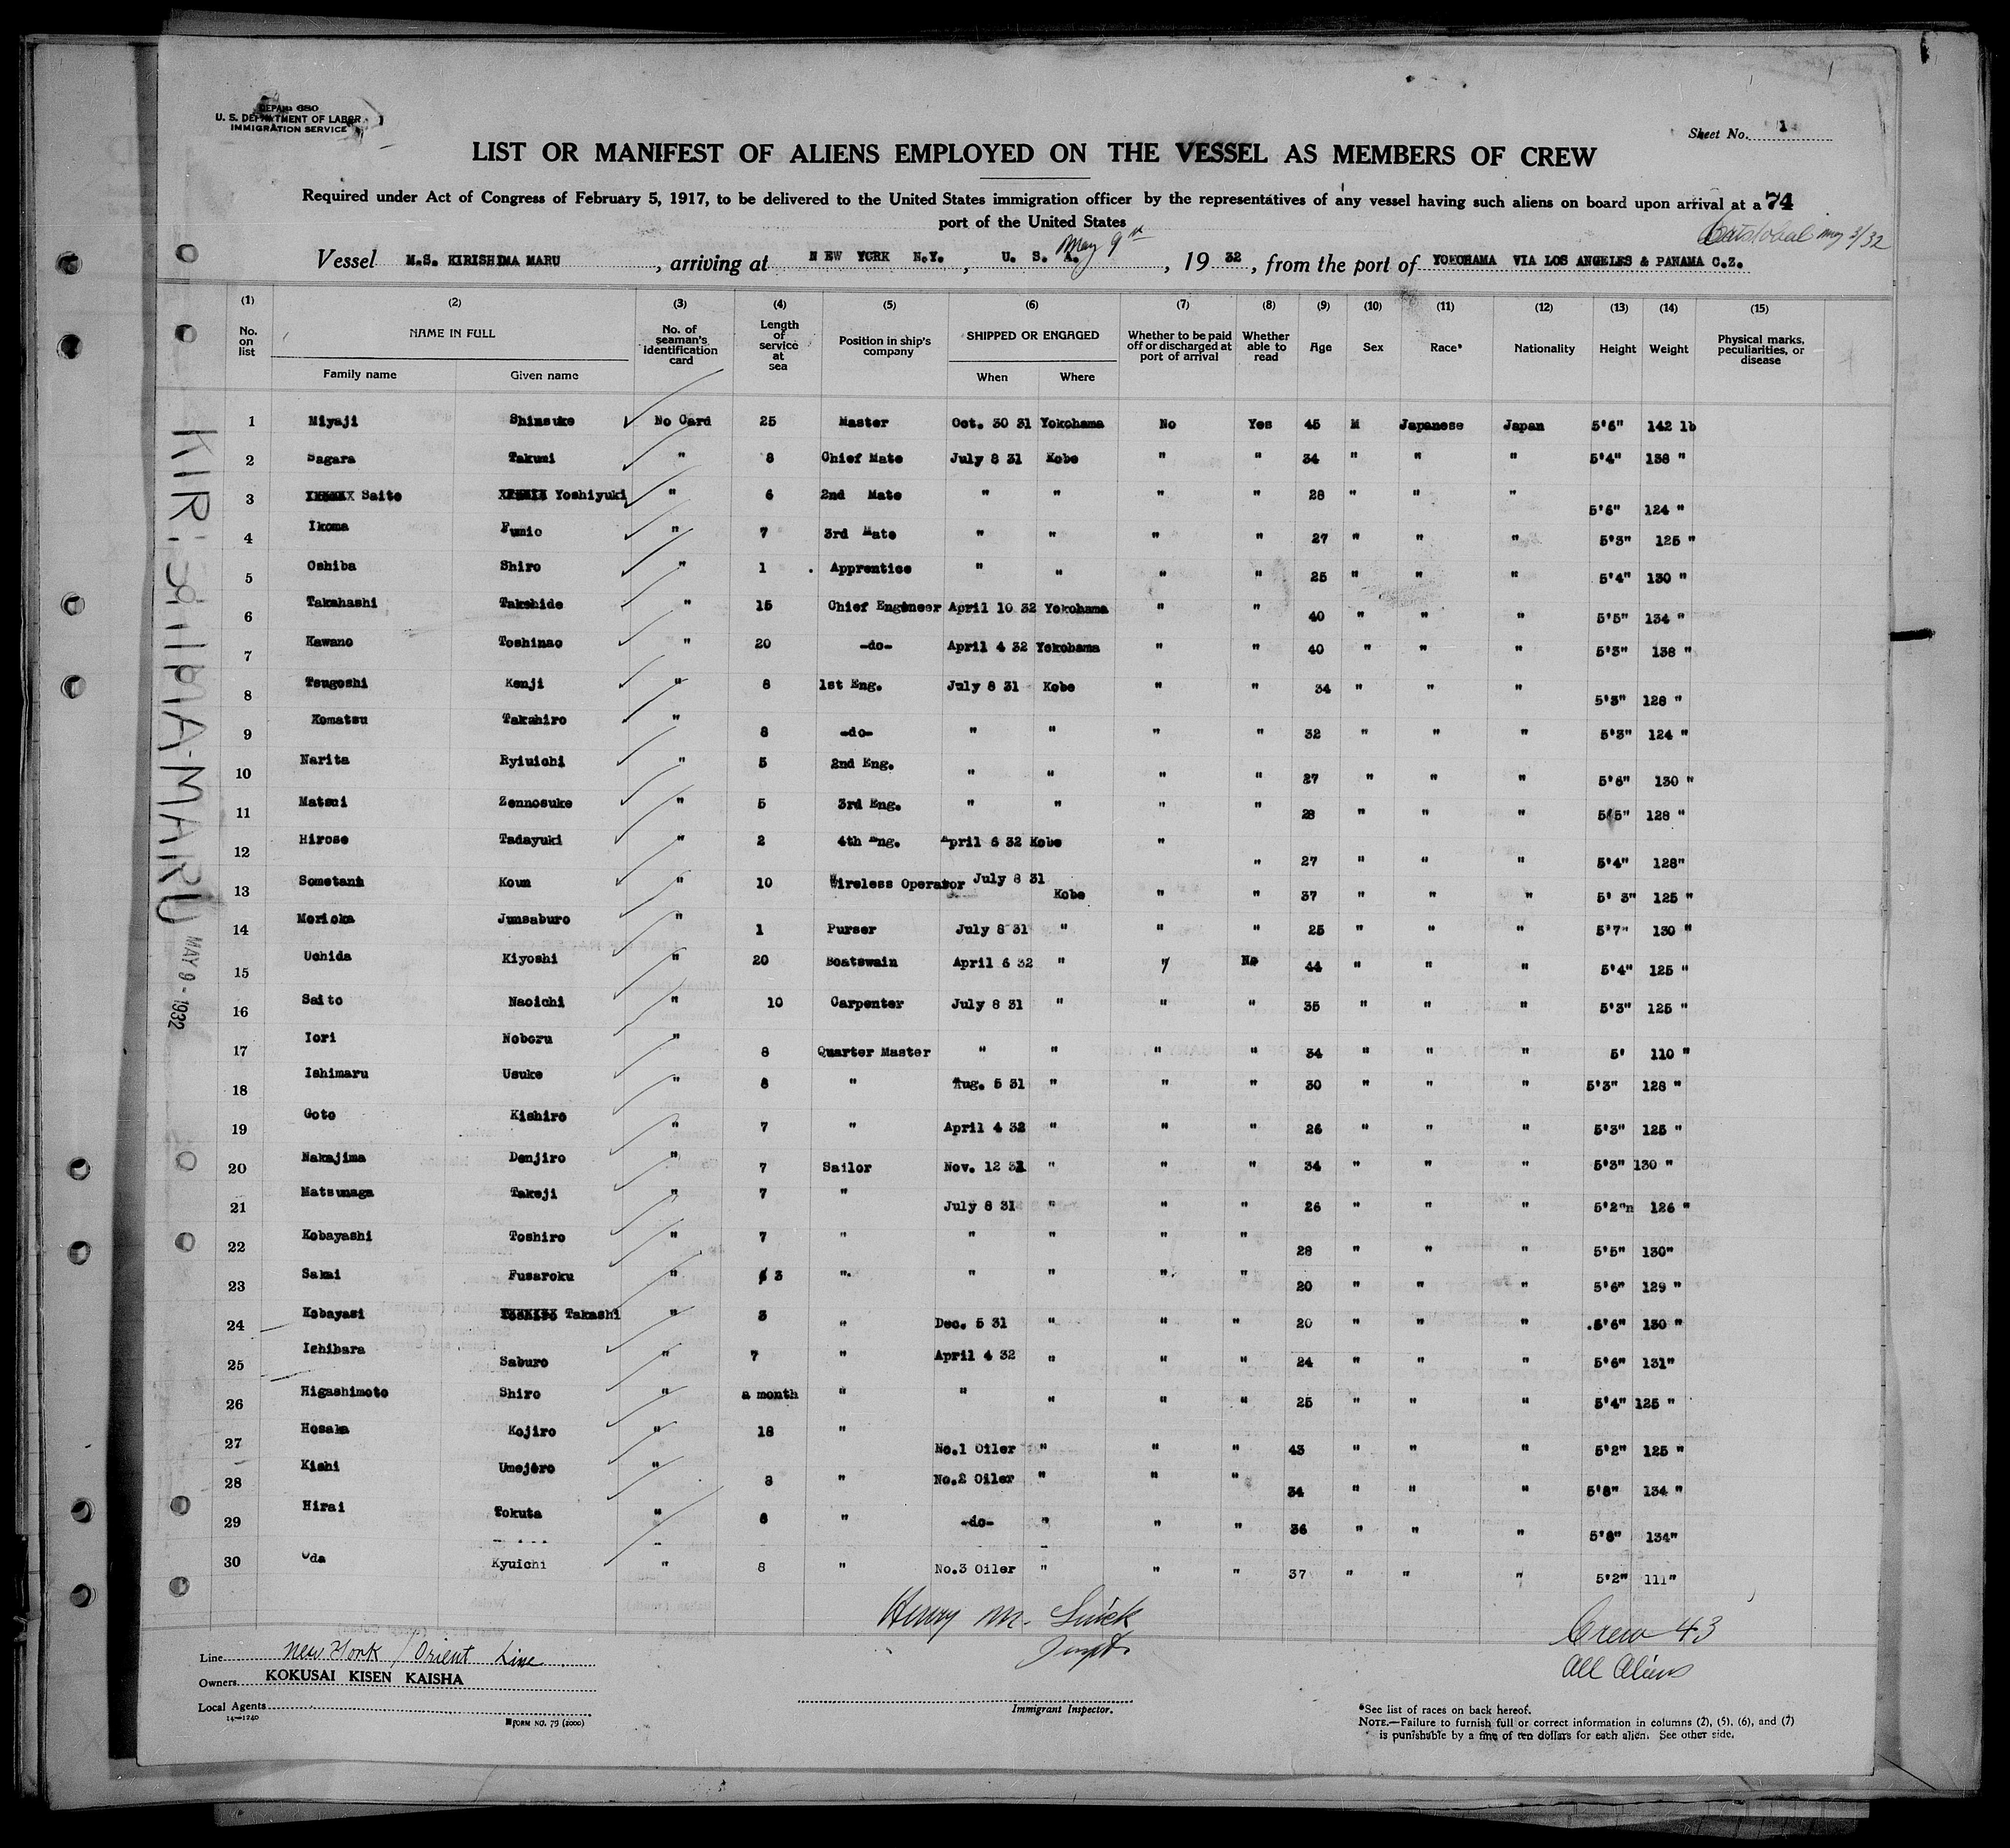 DEPAR 680
U. S. DEPARTMENT OF LABOR
IMMIGRATION SERVICE
Sheet No. 1
LIST OR MANIFEST OF ALIENS EMPLOYED ON THE VESSEL AS MEMBERS OF CREW
Required under Act of Congress of February 5, 1917, to be delivered to the United States immigration officer by the representatives of any vessel having such aliens on board upon arrival at a 74
port of the United States
Cristobal may 3/32
May 9th
Vessel M.S. KIRISHIMA MARU, arriving at NEW YORK N.Y., U. S. A., 19 32, from the port of YOKOHAMA VIA LOS ANGELES & PANAMA C.Z.
(1) (2) (3) (4) (5) (6) (7) (8) (9) (10) (11) (12) (13) (14) (15)
No. on list NAME IN FULL No. of seaman's identification card Length of service at sea Position in ship's company SHIPPED OR ENGAGED Whether to be paid off or discharged at port of arrival Whether able to read Age Sex Race* Nationality Height Weight Physical marks, peculiarities, or disease
Family name Given name When Where
1 Miyaji Shinsuke No Card 25 Master Oct. 30 31 Yokohama No Yes 45 M Japanese Japan 5'6" 142 lb
2 Sagara Takumi " 8 Chief Mate July 8 31 Kobe " " 34 " " " 5'4" 138 "
3 Saito Yoshiyuki " 6 2nd Mate " " " " 28 " " " 5'6" 124 "
4 Ikoma Fumio " 7 3rd Mate " " " " 27 " " " 5'3" 125 "
5 Oshiba Shiro " 1 Apprentice " " " " 25 " " " 5'4" 130 "
6 Takahashi Takehide " 15 Chief Engineer April 10 32 Yokohama " " 40 " " " 5'5" 134 "
7 Kawano Toshinao " 20 -do- April 4 32 Yokohama " " 40 " " " 5'3" 138 "
8 Tsugoshi Kenji " 8 1st Eng. July 8 31 Kobe " " 34 " " " 5'3" 128 "
9 Komatsu Takahiro " 8 -do- " " " " 32 " " " 5'3" 124 "
10 Narita Ryiuichi " 5 2nd Eng. " " " " 27 " " " 5'6" 130 "
11 Matsui Zennosuke " 5 3rd Eng. " " " " 28 " " " 5'5" 128 "
12 Hirose Tadayuki " 2 4th Eng. April 6 32 Kobe " " 27 " " " 5'4" 128"
13 Sometani Koun " 10 Wireless Operator July 8 31 Kobe " " 37 " " " 5' 3" 125 "
14 Morioka Junsaburo " 1 Purser July 8 31 " " " 25 " " " 5'7" 130 "
15 Uchida Kiyoshi " 20 Boatswain April 6 32 " " No 44 " " " 5'4" 125 "
16 Saito Naoichi " 10 Carpenter July 8 31 " " " 35 " " " 5'3" 125 "
17 Iori Noboru " 8 Quarter Master " " " " 34 " " " 5' 110 "
18 Ishimaru Usuke " 8 " Aug. 5 31 " " " 30 " " " 5'3" 128 "
19 Goto Kishiro " 7 " April 4 32 " " " 26 " " " 5'3" 125 "
20 Nakajima Denjiro " 7 Sailor Nov. 12 31 " " " 34 " " " 5'3" 130 "
21 Matsunaga Takeji " 7 " July 8 31 " " " 26 " " " 5'2"n 126 "
22 Kobayashi Toshiro " 7 " " " " " 28 " " " 5'5" 130"
23 Sakai Fusaroku " 3 " " " " " 20 " " " 5'6" 129 "
24 Kobayasi Takashi " 3 " Dec. 5 31 " " " 20 " " " 5'6" 130 "
25 Ichihara Saburo " 7 " April 4 32 " " " 24 " " " 5'6" 131"
26 Higashimoto Shiro " a month " " " " " 25 " " " 5'4" 125 "
27 Hosaka Kojiro " 18 " No.1 Oiler " " " 43 " " " 5'2" 125 "
28 Kishi Umejiro " 8 " No.2 Oiler " " " 34 " " " 5'8" 134 "
29 Hirai Tokuta " 8 " -do- " " " 36 " " " 5'8" 134"
30 Oda Kyuichi " 8 " No.3 Oiler " " " 37 " " " 5'2" 111"
KIRISHIMA-MARU MAY 9 - 1932
Henry M.
Inspt.
Crew 43
All Aliens
Line New York / Orient Line
Owners KOKUSAI KISEN KAISHA
Local Agents
14-1240
FORM NO. 79 (2000)
Immigrant Inspector.
*See list of races on back hereof.
NOTE.—Failure to furnish full or correct information in columns (2), (5), (6), and (7)
is punishable by a fine of ten dollars for each alien. See other side.